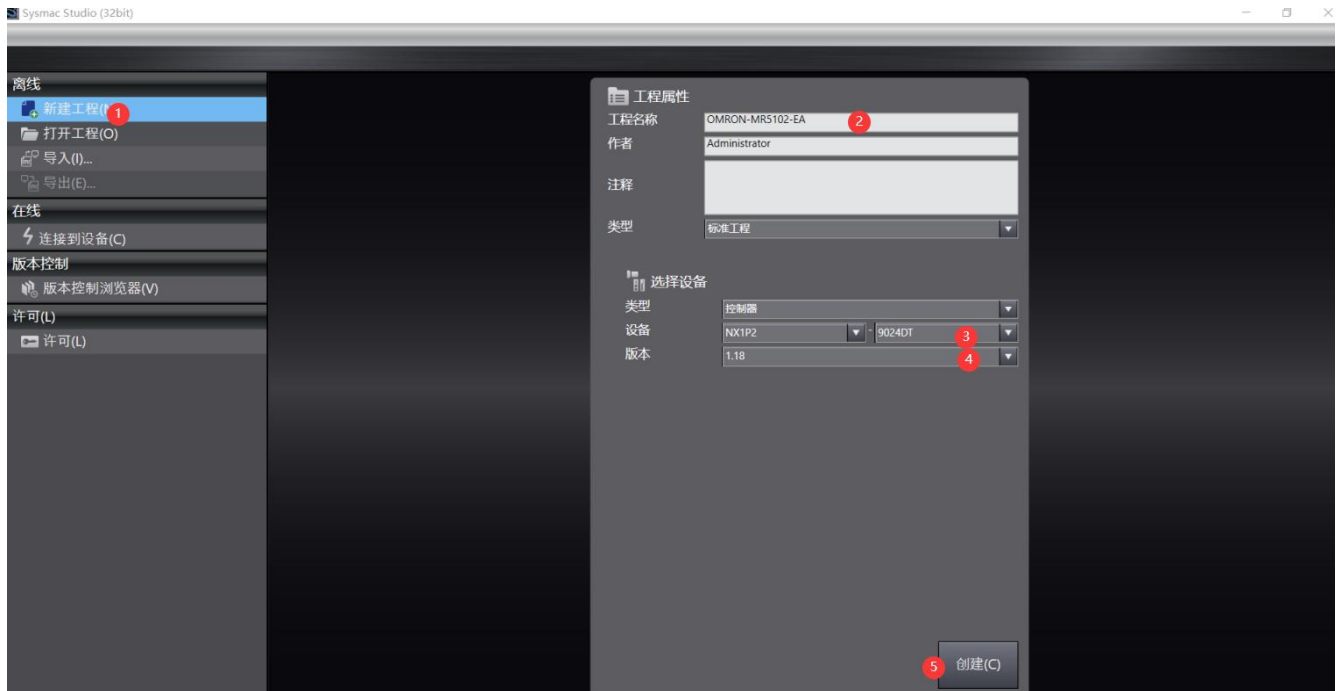 Sysmac Studio (32bit)
离线
新建工程(
1
打开工程(O)
导入(I)...
导出(E)...
在线
连接到设备(C)
版本控制
版本控制浏览器(V)
许可(L)
许可(L)
工程属性
工程名称 OMRON-MR5102-EA 2
作者 Administrator
注释
类型 标准工程
选择设备
类型 控制器
设备 NX1P2 - 9024DT 3
版本 1.18 4
5 创建(C)